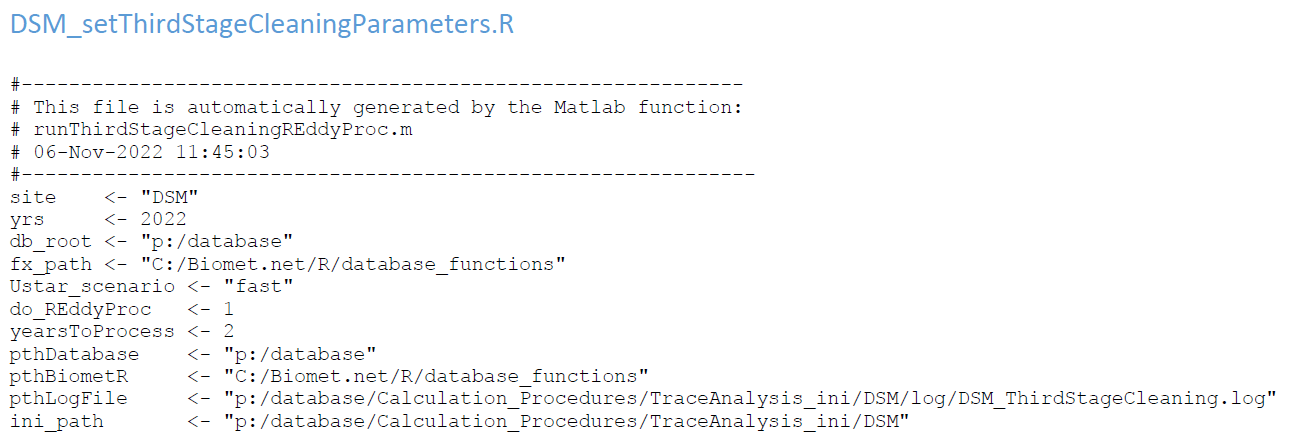 DSM_setThirdStageCleaningParameters.R
#-------------------------------------------------------------
# This file is automatically generated by the Matlab function:
# runThirdStageCleaningREddyProc.m
# 06-Nov-2022 11:45:03
#--------------------------------------------------------------
site    <- "DSM"
yrs     <- 2022
db_root <- "p:/database"
fx_path <- "C:/Biomet.net/R/database_functions"
Ustar_scenario <- "fast"
do_REddyProc   <- 1
yearsToProcess <- 2
pthDatabase    <- "p:/database"
pthBiometR     <- "C:/Biomet.net/R/database_functions"
pthLogFile     <- "p:/database/Calculation_Procedures/TraceAnalysis_ini/DSM/log/DSM_ThirdStageCleaning.log"
ini_path       <- "p:/database/Calculation_Procedures/TraceAnalysis_ini/DSM"